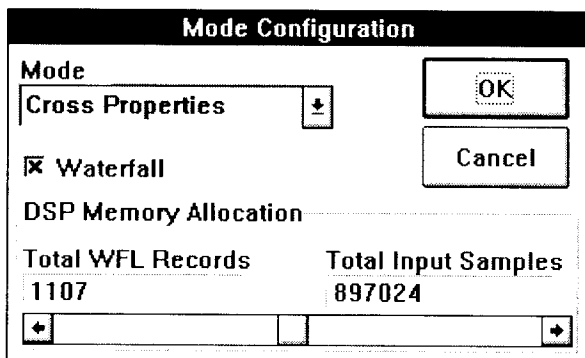 Mode Configuration
Mode
Cross Properties
OK
Waterfall
Cancel
DSP Memory Allocation
Total WFL Records
Total Input Samples
1107
897024